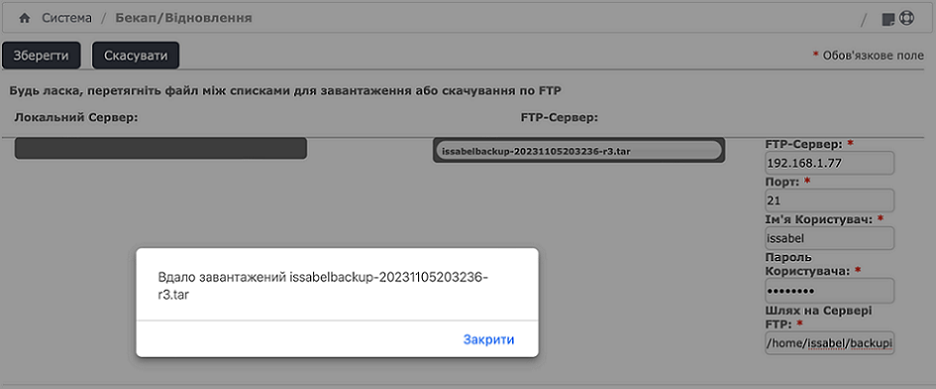 Система / Бекап/Відновлення /
Зберегти Скасувати * Обов'язкове поле
Будь ласка, перетягніть файл між списками для завантаження або скачування по FTP
Локальний Сервер: FTP-Сервер:
issabelbackup-20231105203236-r3.tar
FTP-Сервер: *
192.168.1.77
Порт: *
21
Ім'я Користувач: *
issabel
Пароль
Користувача: *
••••••••
Шлях на Сервері
FTP: *
/home/issabel/backupi
Вдало завантажений issabelbackup-20231105203236-
r3.tar
Закрити